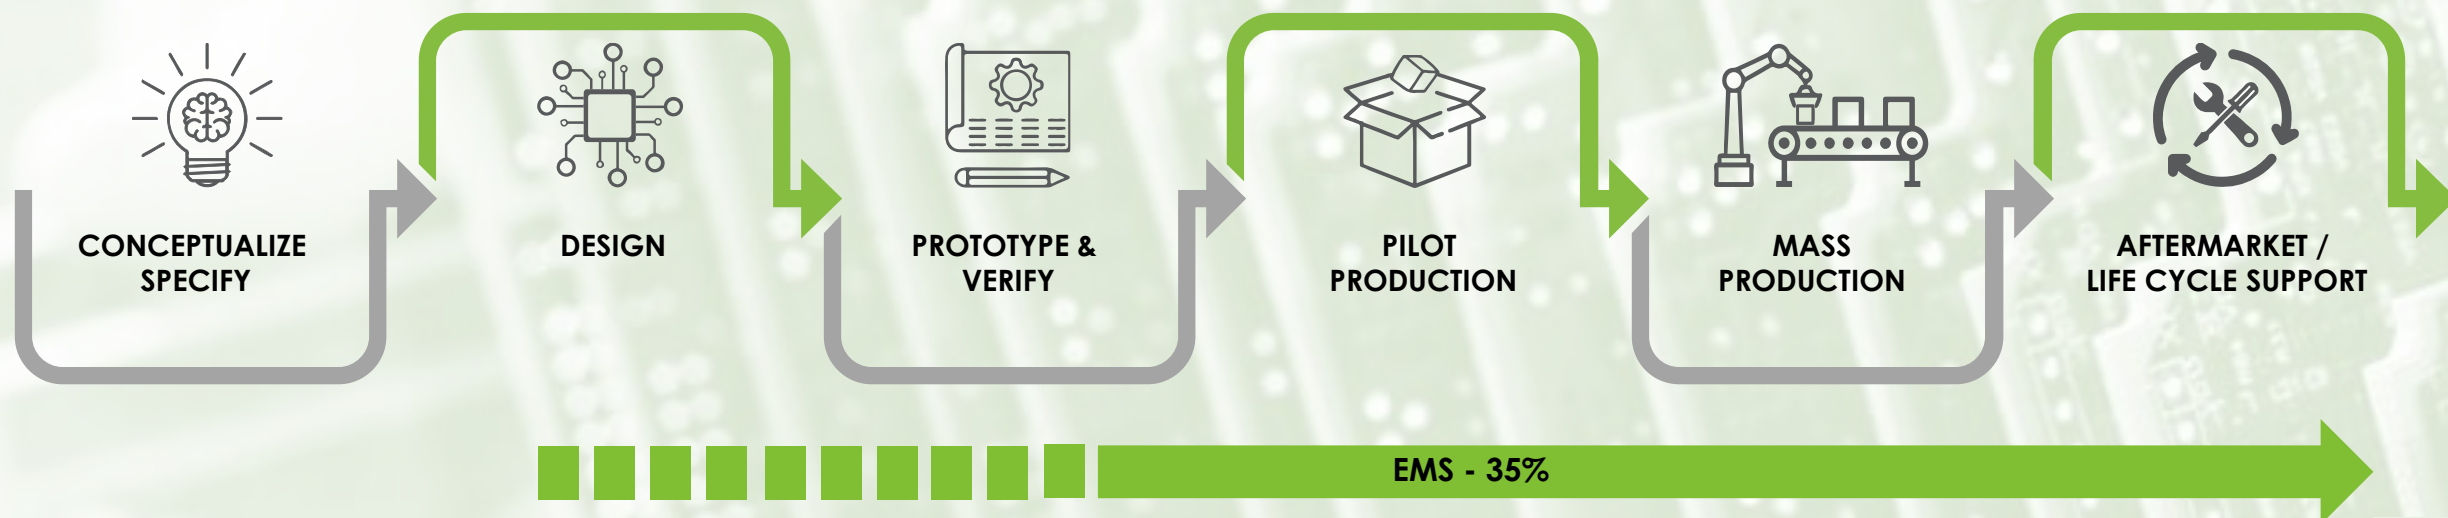 CONCEPTUALIZE
SPECIFY
DESIGN
PROTOTYPE &
VERIFY
PILOT
PRODUCTION
MASS
PRODUCTION
AFTERMARKET /
LIFE CYCLE SUPPORT
EMS - 35%